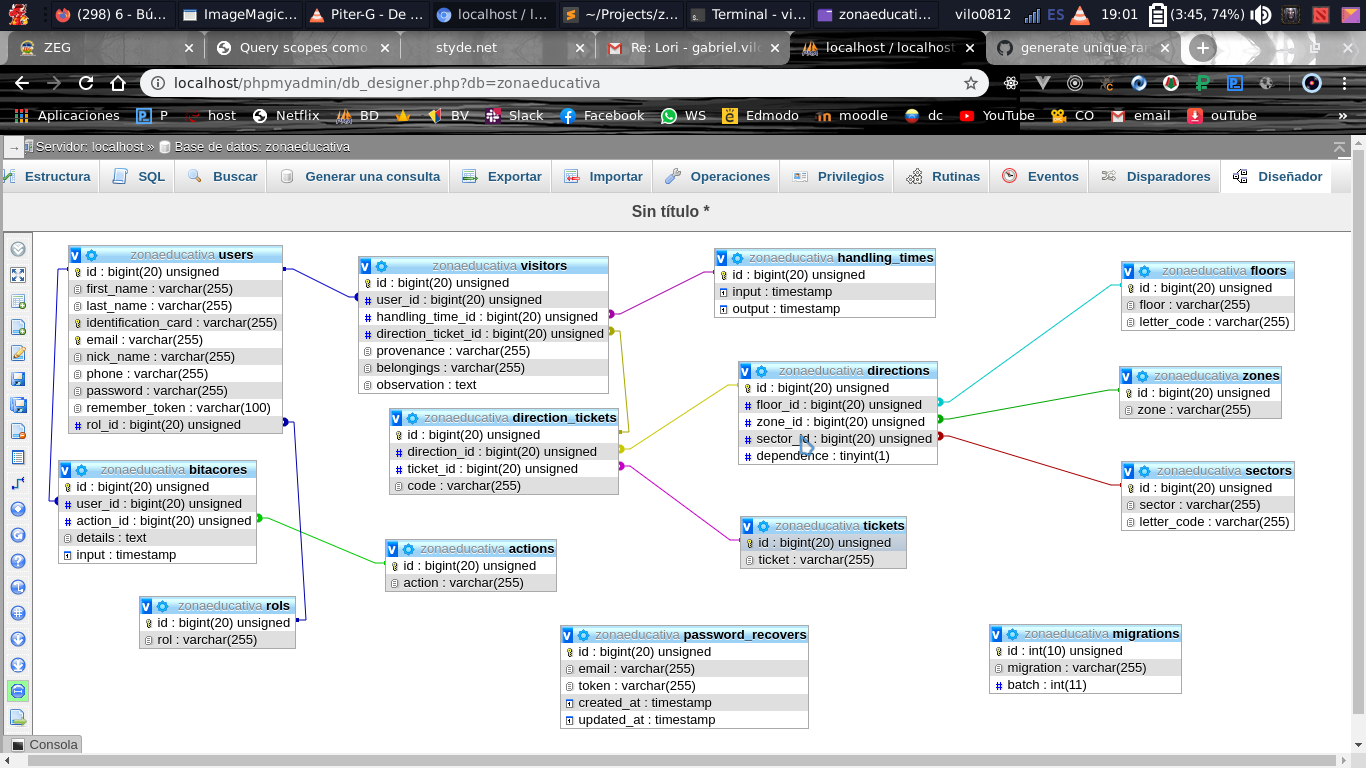 (298) 6 - Bú...
ImageMagic...
Piter-G - De ...
localhost / l...
~/Projects/z...
Terminal - vi...
zonaeducati...
vilo0812
ES
19:01
(3:45, 74%)
ZEG
Query scopes como
styde.net
Re: Lori - gabriel.vilo
localhost / localhost
generate unique ran
localhost/phpmyadmin/db_designer.php?db=zonaeducativa
Aplicaciones
P
host
Netflix
BD
BV
Slack
Facebook
WS
Edmodo
moodle
dc
YouTube
CO
email
ouTube
»
Servidor: localhost » Base de datos: zonaeducativa
Estructura
SQL
Buscar
Generar una consulta
Exportar
Importar
Operaciones
Privilegios
Rutinas
Eventos
Disparadores
Diseñador
Sin título *
zonaeducativa users
id : bigint(20) unsigned
first_name : varchar(255)
last_name : varchar(255)
identification_card : varchar(255)
email : varchar(255)
nick_name : varchar(255)
phone : varchar(255)
password : varchar(255)
remember_token : varchar(100)
rol_id : bigint(20) unsigned
zonaeducativa visitors
id : bigint(20) unsigned
user_id : bigint(20) unsigned
handling_time_id : bigint(20) unsigned
direction_ticket_id : bigint(20) unsigned
provenance : varchar(255)
belongings : varchar(255)
observation : text
zonaeducativa handling_times
id : bigint(20) unsigned
input : timestamp
output : timestamp
zonaeducativa floors
id : bigint(20) unsigned
floor : varchar(255)
letter_code : varchar(255)
zonaeducativa directions
id : bigint(20) unsigned
floor_id : bigint(20) unsigned
zone_id : bigint(20) unsigned
sector_id : bigint(20) unsigned
dependence : tinyint(1)
zonaeducativa zones
id : bigint(20) unsigned
zone : varchar(255)
zonaeducativa direction_tickets
id : bigint(20) unsigned
direction_id : bigint(20) unsigned
ticket_id : bigint(20) unsigned
code : varchar(255)
zonaeducativa bitacores
id : bigint(20) unsigned
user_id : bigint(20) unsigned
action_id : bigint(20) unsigned
details : text
input : timestamp
zonaeducativa sectors
id : bigint(20) unsigned
sector : varchar(255)
letter_code : varchar(255)
zonaeducativa tickets
id : bigint(20) unsigned
ticket : varchar(255)
zonaeducativa actions
id : bigint(20) unsigned
action : varchar(255)
zonaeducativa rols
id : bigint(20) unsigned
rol : varchar(255)
zonaeducativa password_recovers
id : bigint(20) unsigned
email : varchar(255)
token : varchar(255)
created_at : timestamp
updated_at : timestamp
zonaeducativa migrations
id : int(10) unsigned
migration : varchar(255)
batch : int(11)
Consola